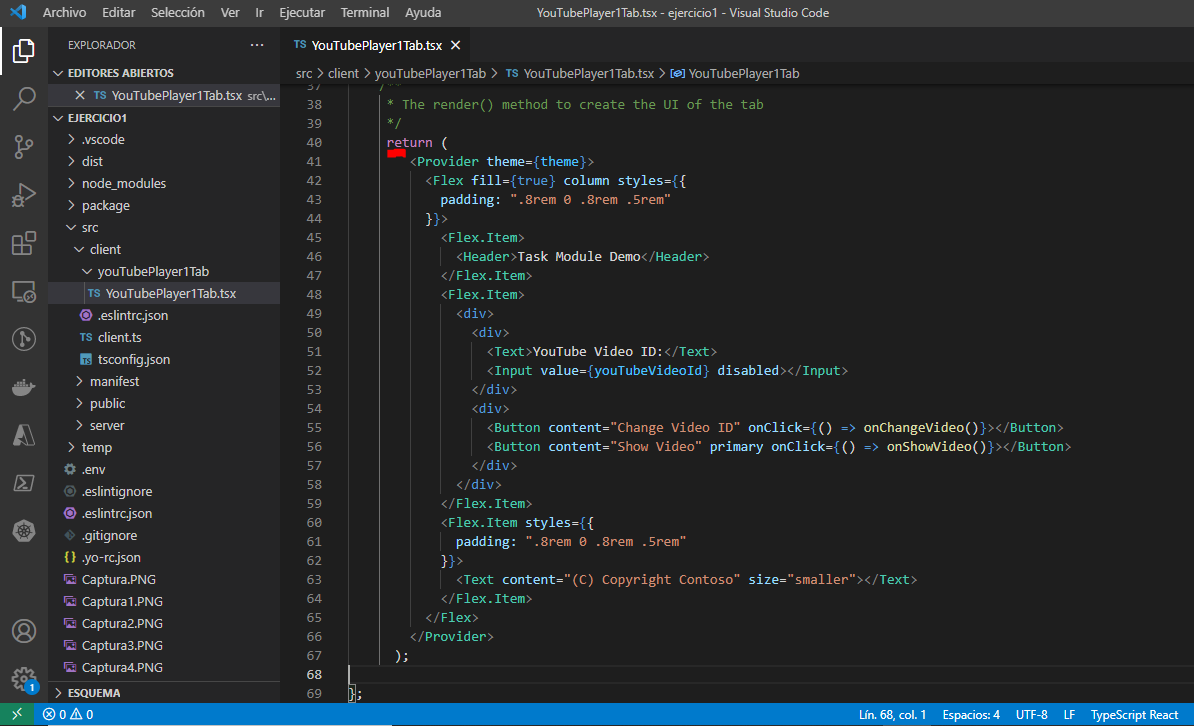 Archivo Editar Selección Ver Ir Ejecutar Terminal Ayuda YouTubePlayer1Tab.tsx - ejercicio1 - Visual Studio Code
EXPLORADOR ···
EDITORES ABIERTOS
TS YouTubePlayer1Tab.tsx src\...
EJERCICIO1
.vscode
dist
node_modules
package
src
client
youTubePlayer1Tab
TS YouTubePlayer1Tab.tsx
.eslintrc.json
TS client.ts
TS tsconfig.json
manifest
public
server
temp
.env
.eslintignore
.eslintrc.json
.gitignore
{} .yo-rc.json
Captura.PNG
Captura1.PNG
Captura2.PNG
Captura3.PNG
Captura4.PNG
ESQUEMA
1
TS YouTubePlayer1Tab.tsx
src > client > youTubePlayer1Tab > TS YouTubePlayer1Tab.tsx > YouTubePlayer1Tab
37 /**
38 * The render() method to create the UI of the tab
39 */
40 return (
41 <Provider theme={theme}>
42 <Flex fill={true} column styles={{
43 padding: ".8rem 0 .8rem .5rem"
44 }}>
45 <Flex.Item>
46 <Header>Task Module Demo</Header>
47 </Flex.Item>
48 <Flex.Item>
49 <div>
50 <div>
51 <Text>YouTube Video ID:</Text>
52 <Input value={youTubeVideoId} disabled></Input>
53 </div>
54 <div>
55 <Button content="Change Video ID" onClick={() => onChangeVideo()}></Button>
56 <Button content="Show Video" primary onClick={() => onShowVideo()}></Button>
57 </div>
58 </div>
59 </Flex.Item>
60 <Flex.Item styles={{
61 padding: ".8rem 0 .8rem .5rem"
62 }}>
63 <Text content="(C) Copyright Contoso" size="smaller"></Text>
64 </Flex.Item>
65 </Flex>
66 </Provider>
67 );
68
69 };
0 0 Lín. 68, col. 1 Espacios: 4 UTF-8 LF TypeScript React